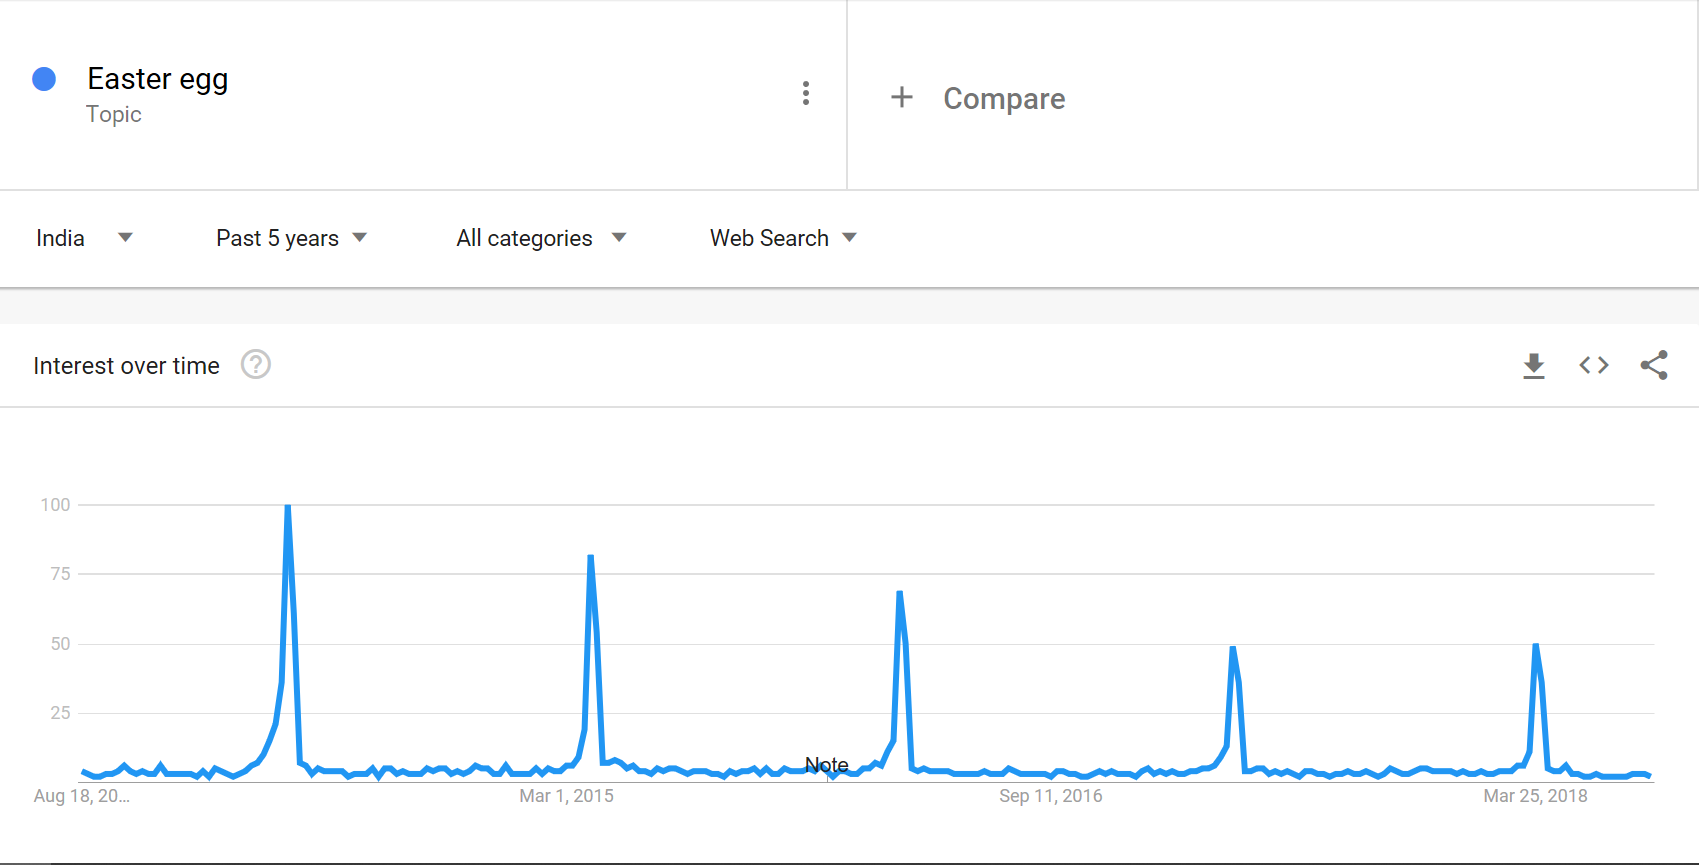 Easter egg
Topic
+ Compare
India
Past 5 years
All categories
Web Search
Interest over time ?
100
75
50
25
Note
Aug 18, 20...
Mar 1, 2015
Sep 11, 2016
Mar 25, 2018